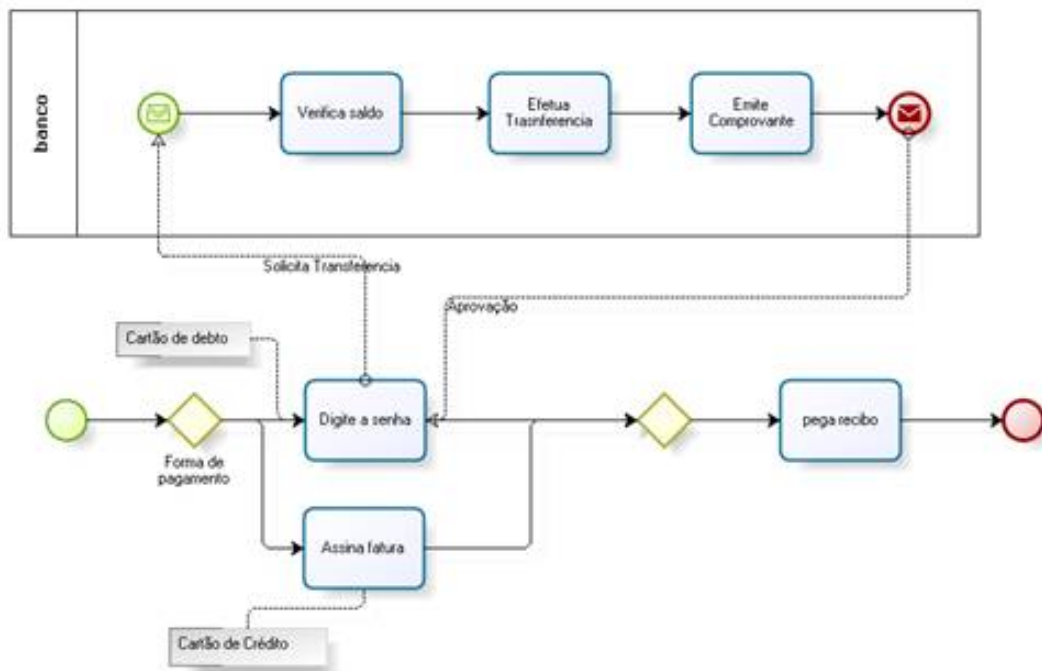 banco
Verifica saldo
Efetua
Trasnferencia
Emite
Comprovante
Solicita Transferencia
Aprovação
Cartão de debto
Digite a senha
pega recibo
Forma de
pagamento
Assina fatura
Cartão de Crédito